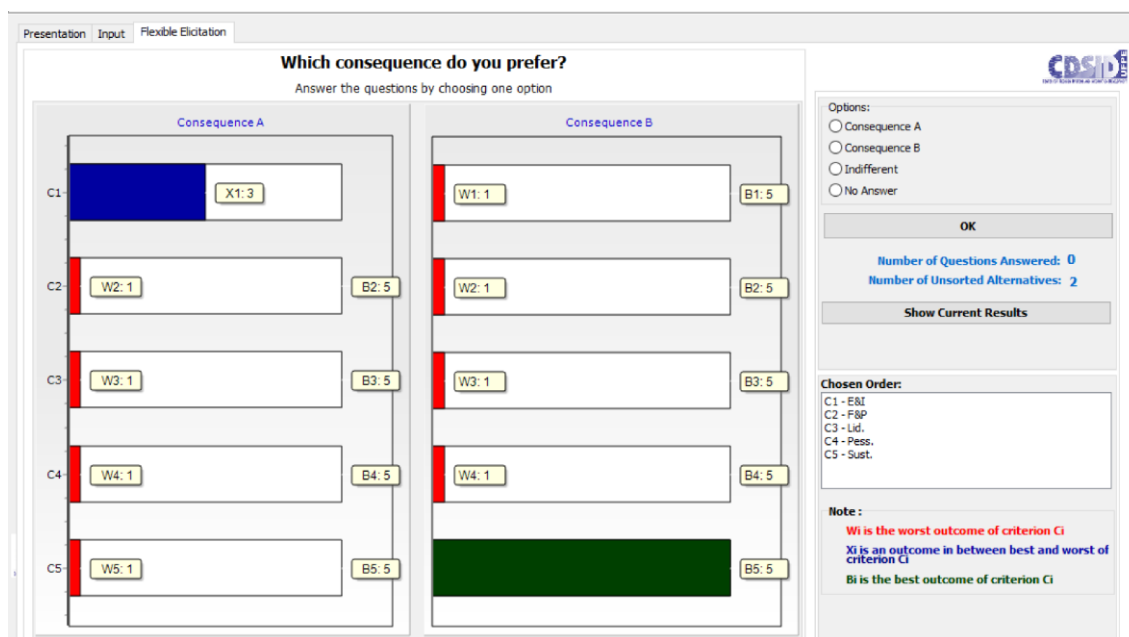 Presentation
Input
Flexible Elicitation
Which consequence do you prefer?
Answer the questions by choosing one option
Consequence A
C1
X1: 3
C2
W2: 1
B2: 5
C3
W3: 1
B3: 5
C4
W4: 1
B4: 5
C5
W5: 1
B5: 5
Consequence B
W1: 1
B1: 5
W2: 1
B2: 5
W3: 1
B3: 5
W4: 1
B4: 5
B5: 5
CDSID
UFPE
Options:
Consequence A
Consequence B
Indifferent
No Answer
OK
Number of Questions Answered: 0
Number of Unsorted Alternatives: 2
Show Current Results
Chosen Order:
C1 - E&I
C2 - F&P
C3 - Lid.
C4 - Pess.
C5 - Sust.
Note :
Wi is the worst outcome of criterion Ci
Xi is an outcome in between best and worst of
criterion Ci
Bi is the best outcome of criterion Ci